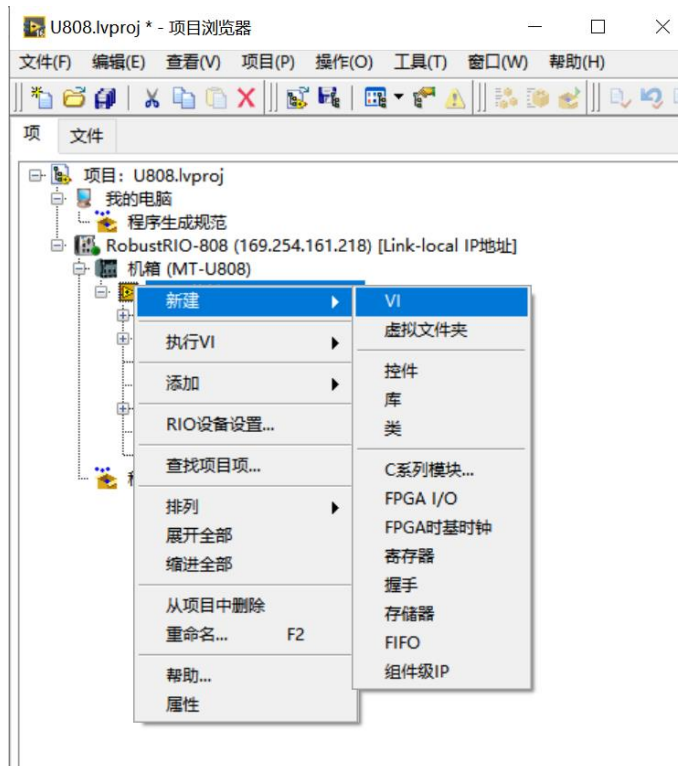 U808.lvproj * - 项目浏览器
文件(F) 编辑(E) 查看(V) 项目(P) 操作(O) 工具(T) 窗口(W) 帮助(H)
项 文件
项目：U808.lvproj
我的电脑
程序生成规范
RobustRIO-808 (169.254.161.218) [Link-local IP地址]
机箱 (MT-U808)
新建
执行VI
添加
RIO设备设置...
查找项目项...
排列
展开全部
缩进全部
从项目中删除
重命名... F2
帮助...
属性
VI
虚拟文件夹
控件
库
类
C系列模块...
FPGA I/O
FPGA时基时钟
寄存器
握手
存储器
FIFO
组件级IP